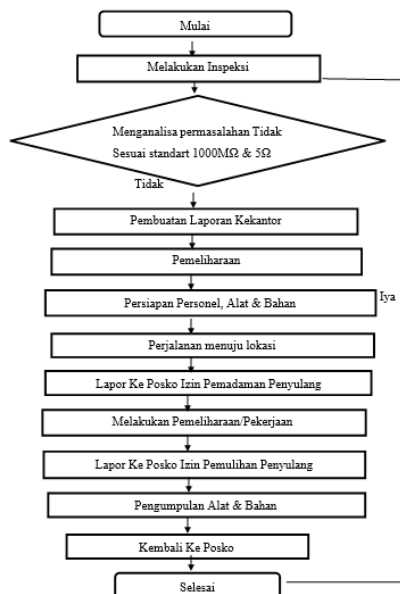 Mulai
Melakukan Inspeksi
Menganalisa permasalahan Tidak
Sesuai standart 1000MΩ & 5Ω
Tidak
Pembuatan Laporan Kekantor
Pemeliharaan
Persiapan Personel, Alat & Bahan
Iya
Perjalanan menuju lokasi
Lapor Ke Posko Izin Pemadaman Penyulang
Melakukan Pemeliharaan/Pekerjaan
Lapor Ke Posko Izin Pemulihan Penyulang
Pengumpulan Alat & Bahan
Kembali Ke Posko
Selesai